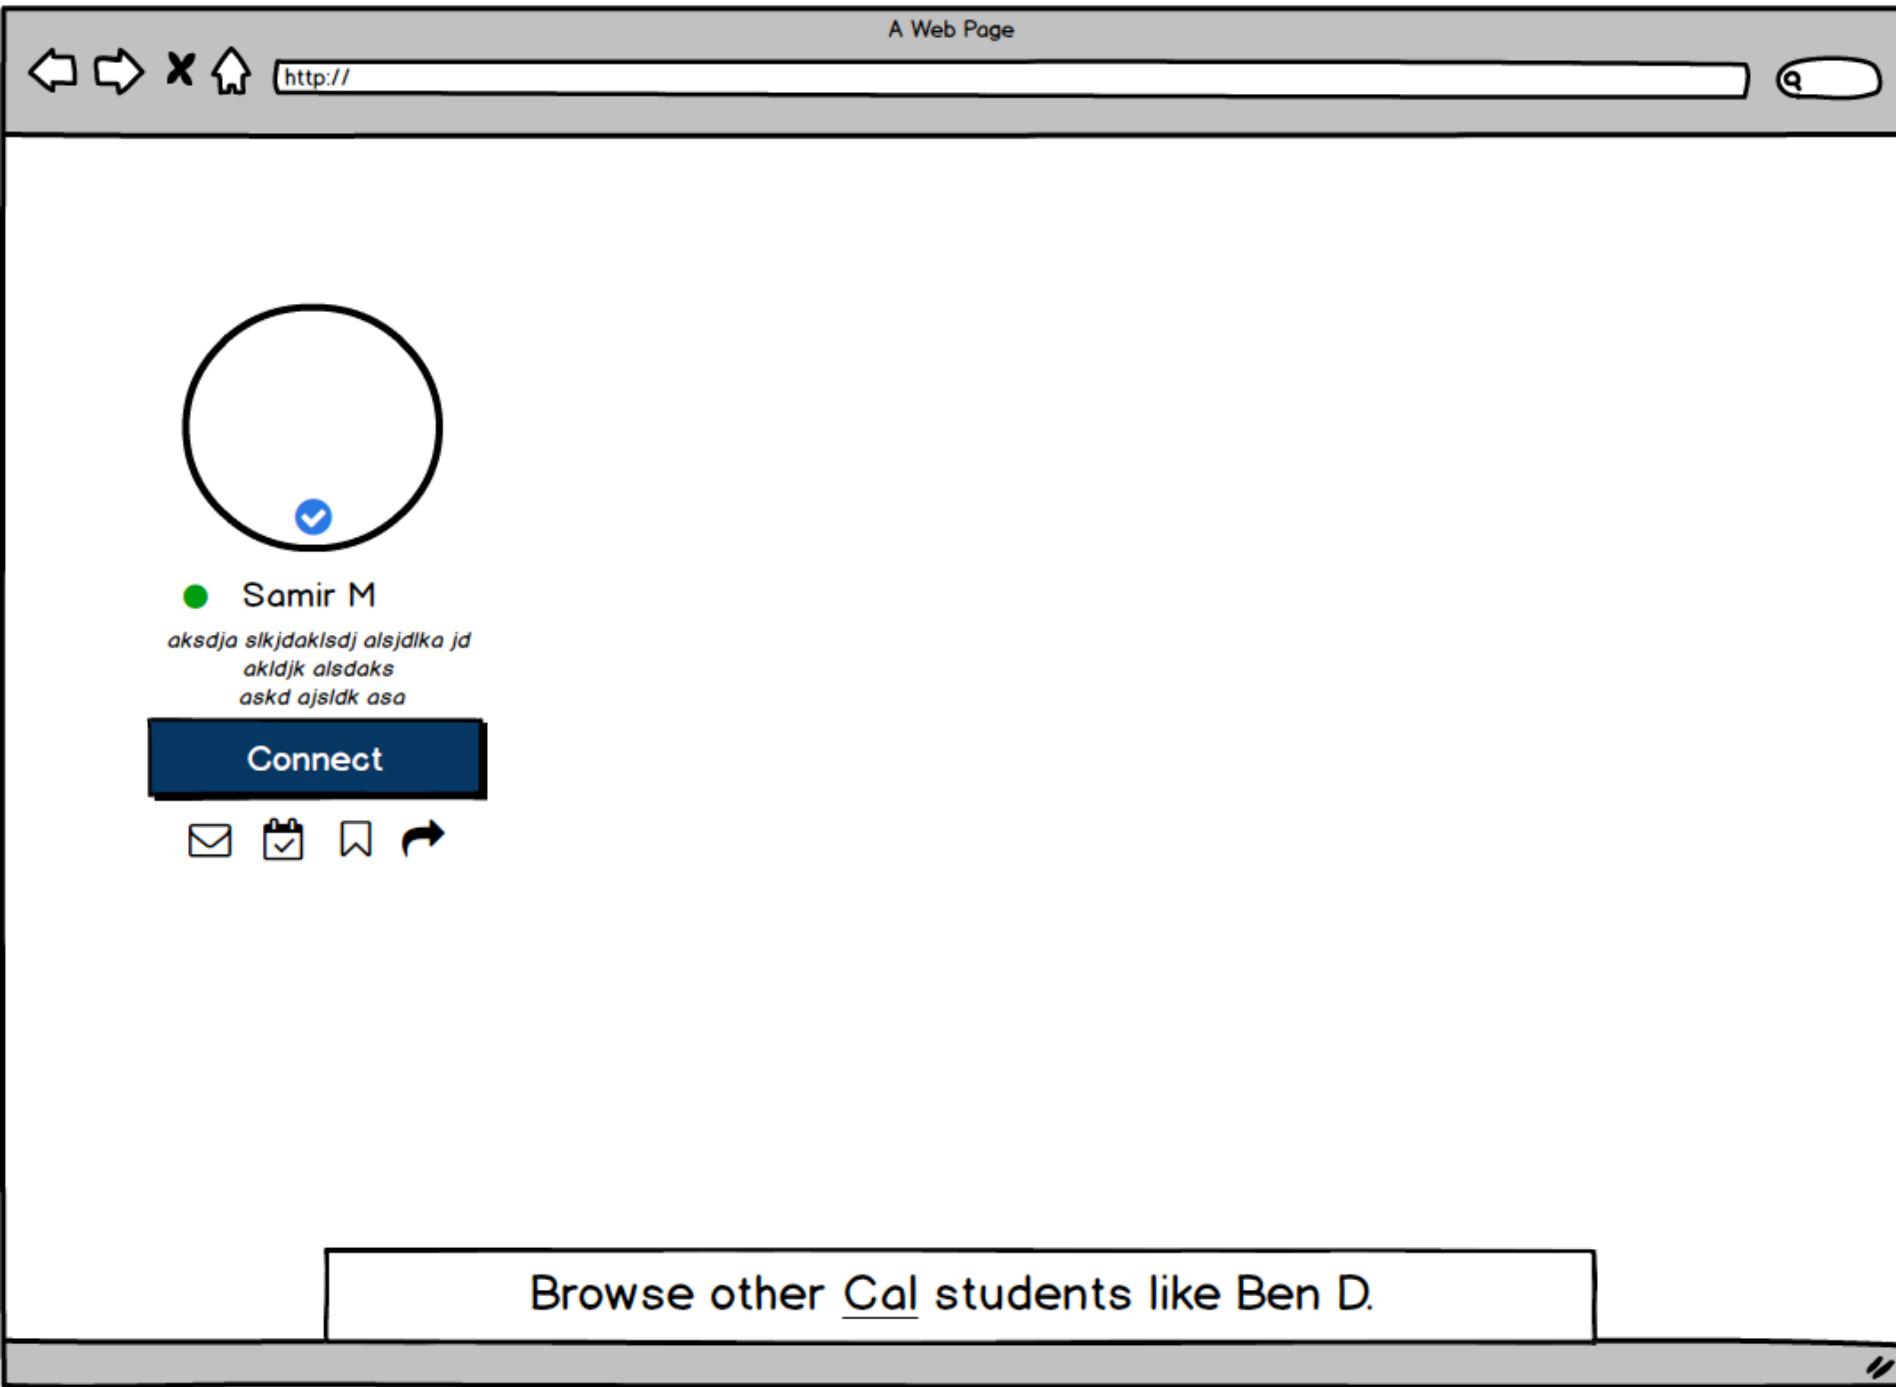 A Web Page
http://
Samir M
aksdja slkjdaklsdj alsjdlka jd
akldjk alsdaks
askd ajsldk asa
Connect
Browse other Cal students like Ben D.